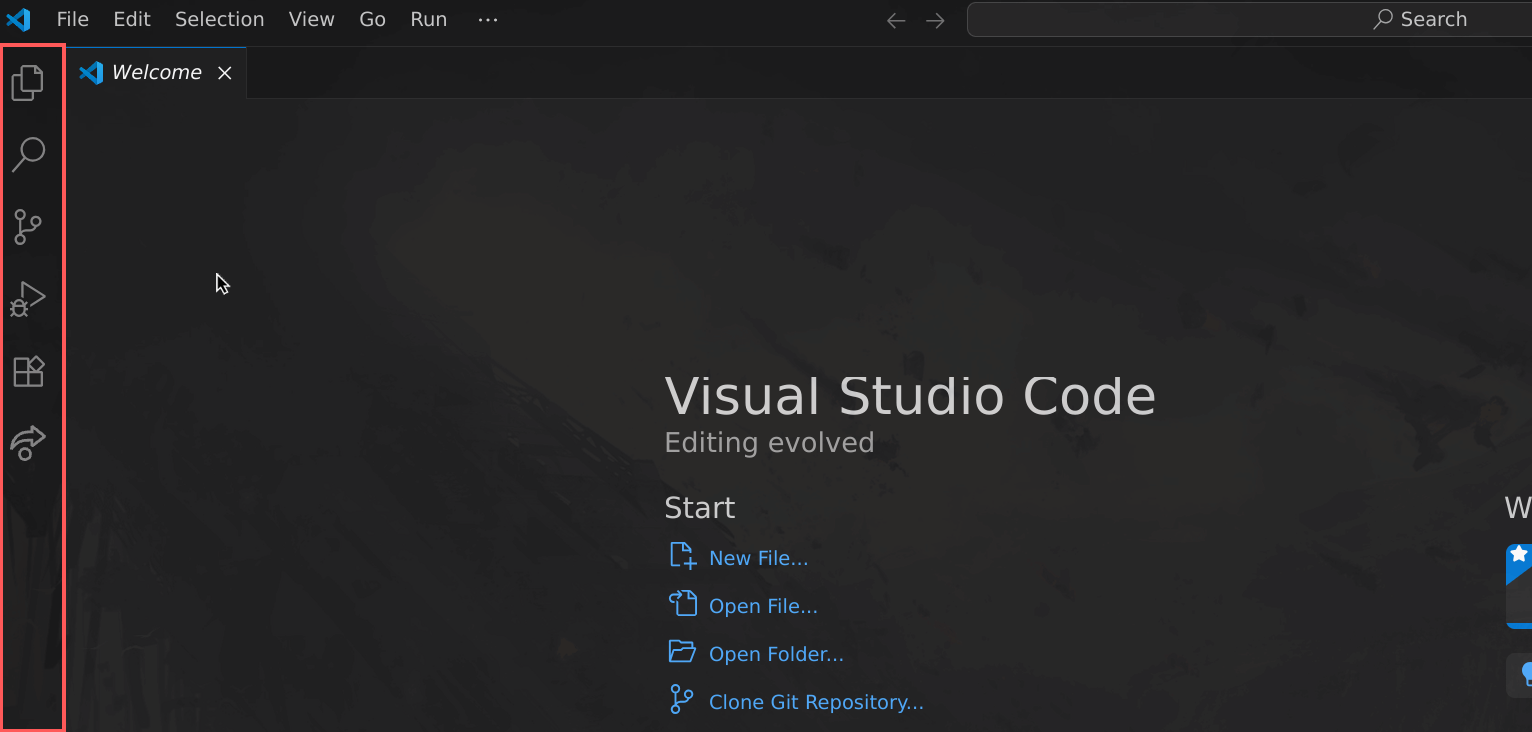 File Edit Selection View Go Run ...
Search
Welcome
Visual Studio Code
Editing evolved
Start
W
New File...
Open File...
Open Folder...
Clone Git Repository...